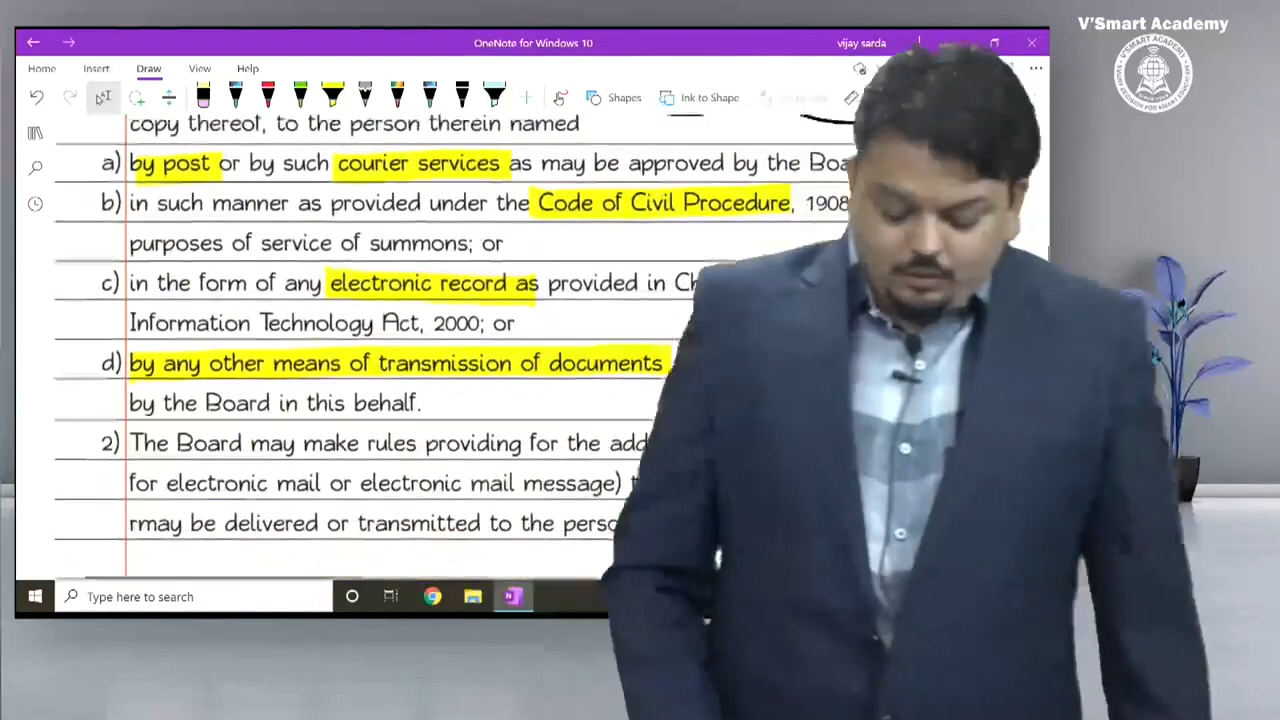 V'Smart Academy
OneNote for Windows 10
vijay sarda
Home Insert Draw View Help
Shapes Ink to Shape
copy thereof, to the person therein named
a) by post or by such courier services as may be approved by the Boa
b) in such manner as provided under the Code of Civil Procedure, 1908
purposes of service of summons; or
c) in the form of any electronic record as provided in Ch
Information Technology Act, 2000; or
d) by any other means of transmission of documents
by the Board in this behalf.
2) The Board may make rules providing for the add
for electronic mail or electronic mail message) t
rmay be delivered or transmitted to the perso
Type here to search